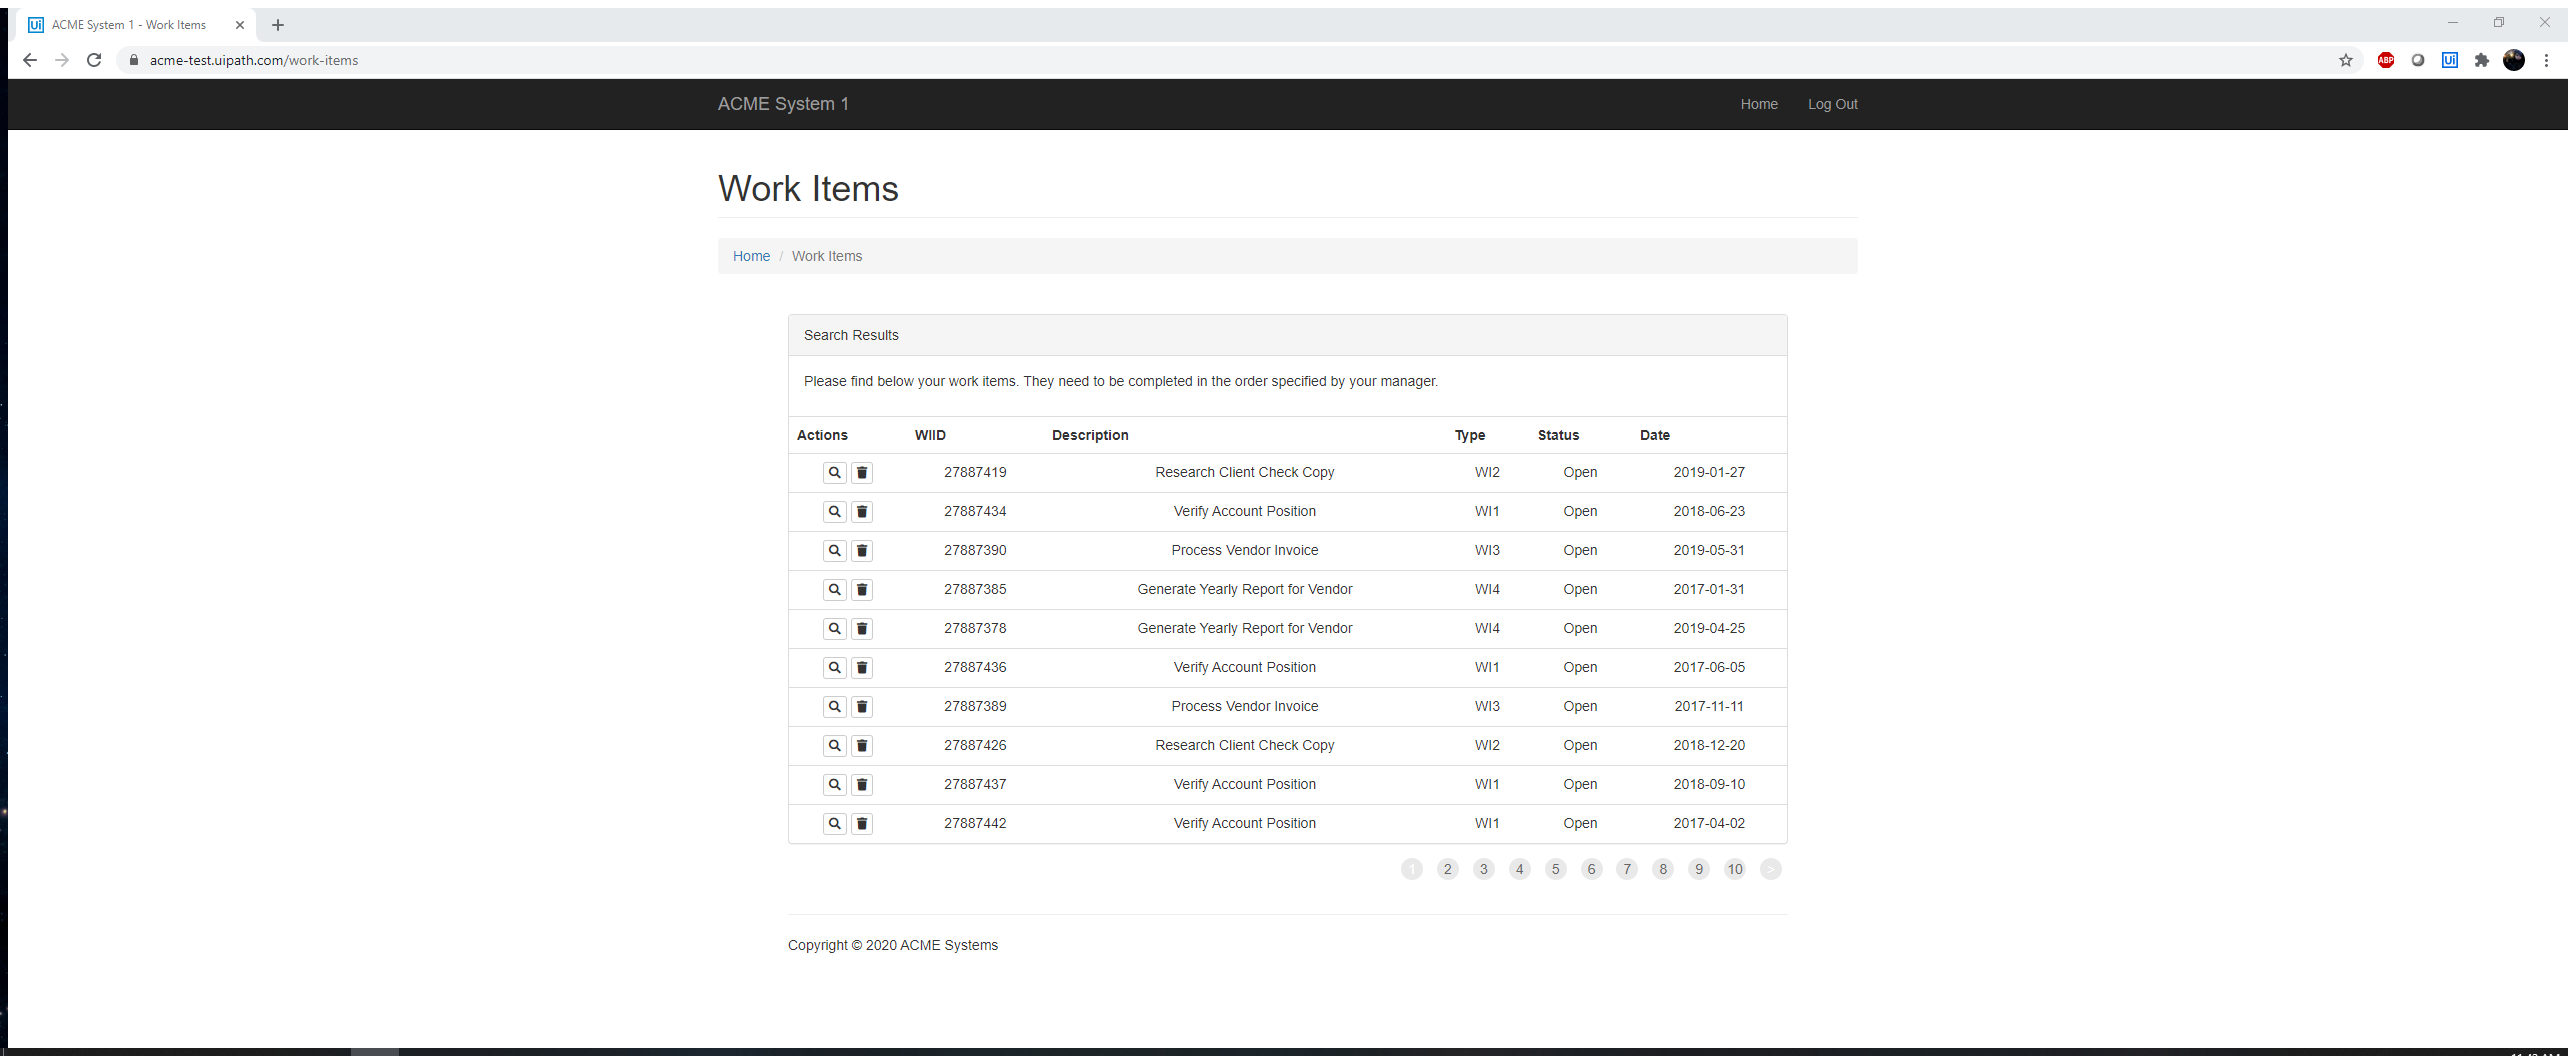 ACME System 1 - Work Items
acme-test.uipath.com/work-items
ABP
Ui
ACME System 1 Home Log Out
Work Items
Home / Work Items
Search Results
Please find below your work items. They need to be completed in the order specified by your manager.
Actions WIID Description Type Status Date
27887419 Research Client Check Copy WI2 Open 2019-01-27
27887434 Verify Account Position WI1 Open 2018-06-23
27887390 Process Vendor Invoice WI3 Open 2019-05-31
27887385 Generate Yearly Report for Vendor WI4 Open 2017-01-31
27887378 Generate Yearly Report for Vendor WI4 Open 2019-04-25
27887436 Verify Account Position WI1 Open 2017-06-05
27887389 Process Vendor Invoice WI3 Open 2017-11-11
27887426 Research Client Check Copy WI2 Open 2018-12-20
27887437 Verify Account Position WI1 Open 2018-09-10
27887442 Verify Account Position WI1 Open 2017-04-02
1 2 3 4 5 6 7 8 9 10 >
Copyright © 2020 ACME Systems